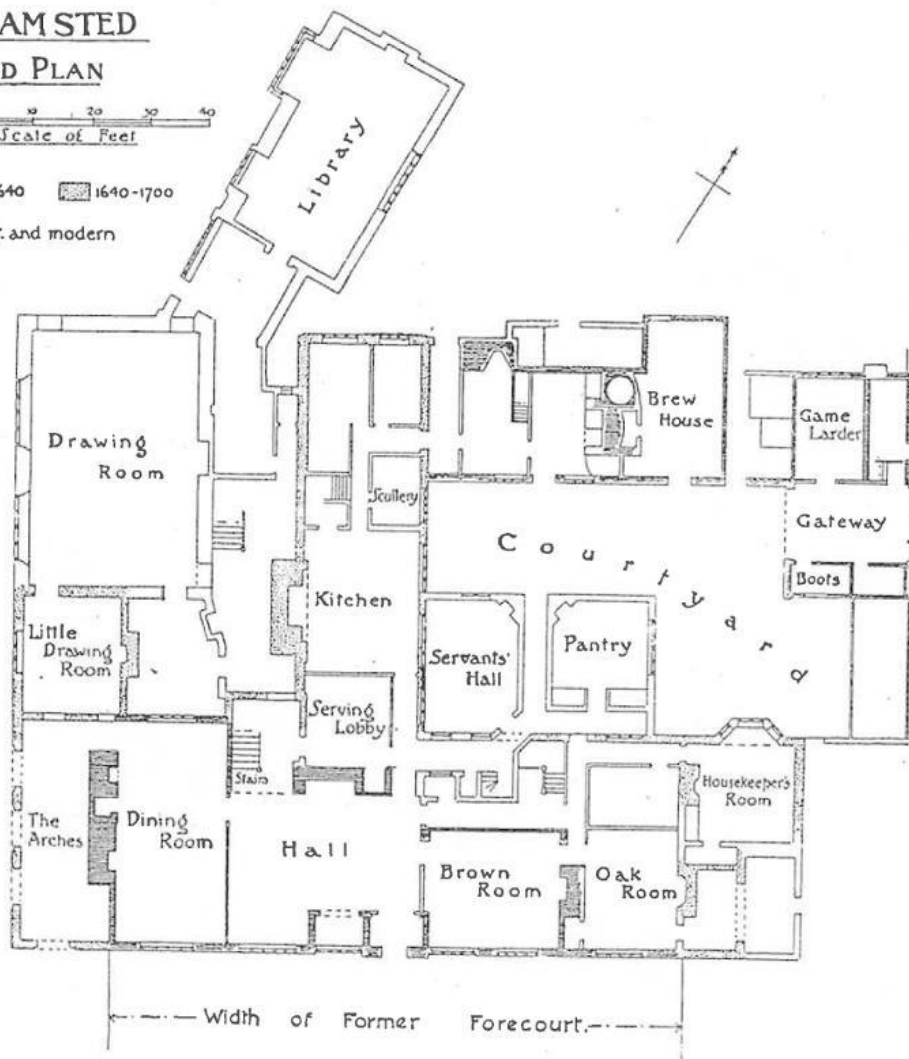 AMSTED
D PLAN
10 20 30 40
Scale of Feet
640 1640-1700
. and modern
Library
Drawing
Room
Brew
House
Game
Larder
Scullery
Courtyard
Gateway
Boots
Kitchen
Little
Drawing
Room
Servants'
Hall
Pantry
Serving
Lobby
Stairs
Housekeeper's
Room
The
Arches
Dining
Room
Hall
Brown
Room
Oak
Room
Width of Former Forecourt.